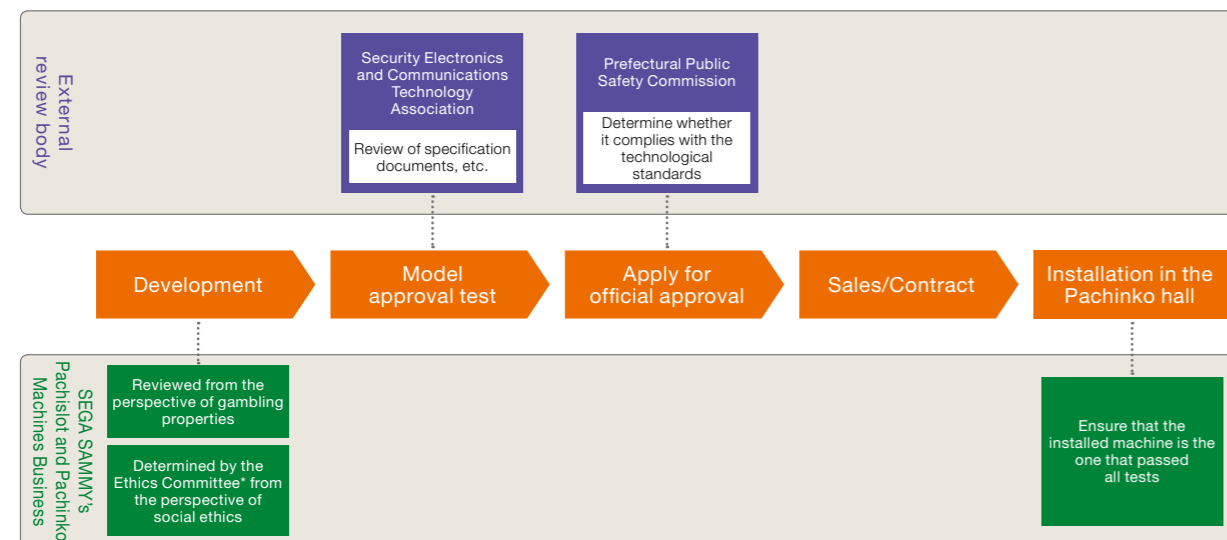 External
review body
Security Electronics
and Communications
Technology
Association
Review of specification
documents, etc.
Prefectural Public
Safety Commission
Determine whether
it complies with the
technological
standards
Development
Model
approval test
Apply for
official approval
Sales/Contract
Installation in the
Pachinko hall
SEGA SAMMY's
Pachislot and Pachinko
Machines Business
Reviewed from the
perspective of gambling
properties
Determined by the
Ethics Committee* from
the perspective of
social ethics
Ensure that the
installed machine is the
one that passed
all tests